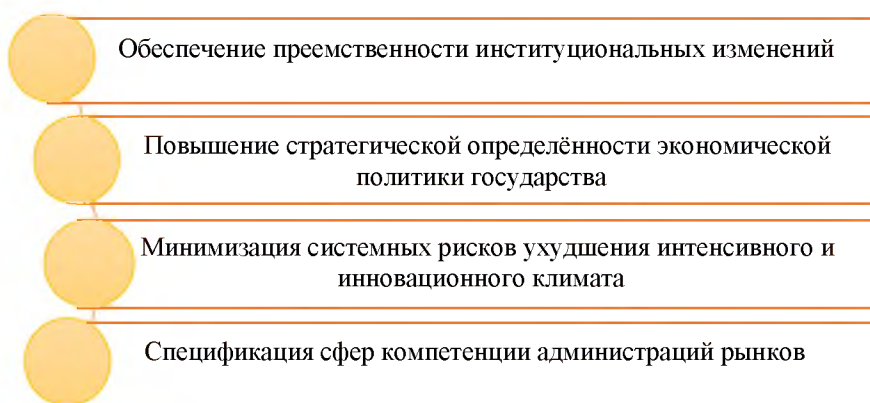 Обеспечение преемственности институциональных изменений
Повышение стратегической определённости экономической
политики государства
Минимизация системных рисков ухудшения интенсивного и
инновационного климата
Спецификация сфер компетенции администраций рынков